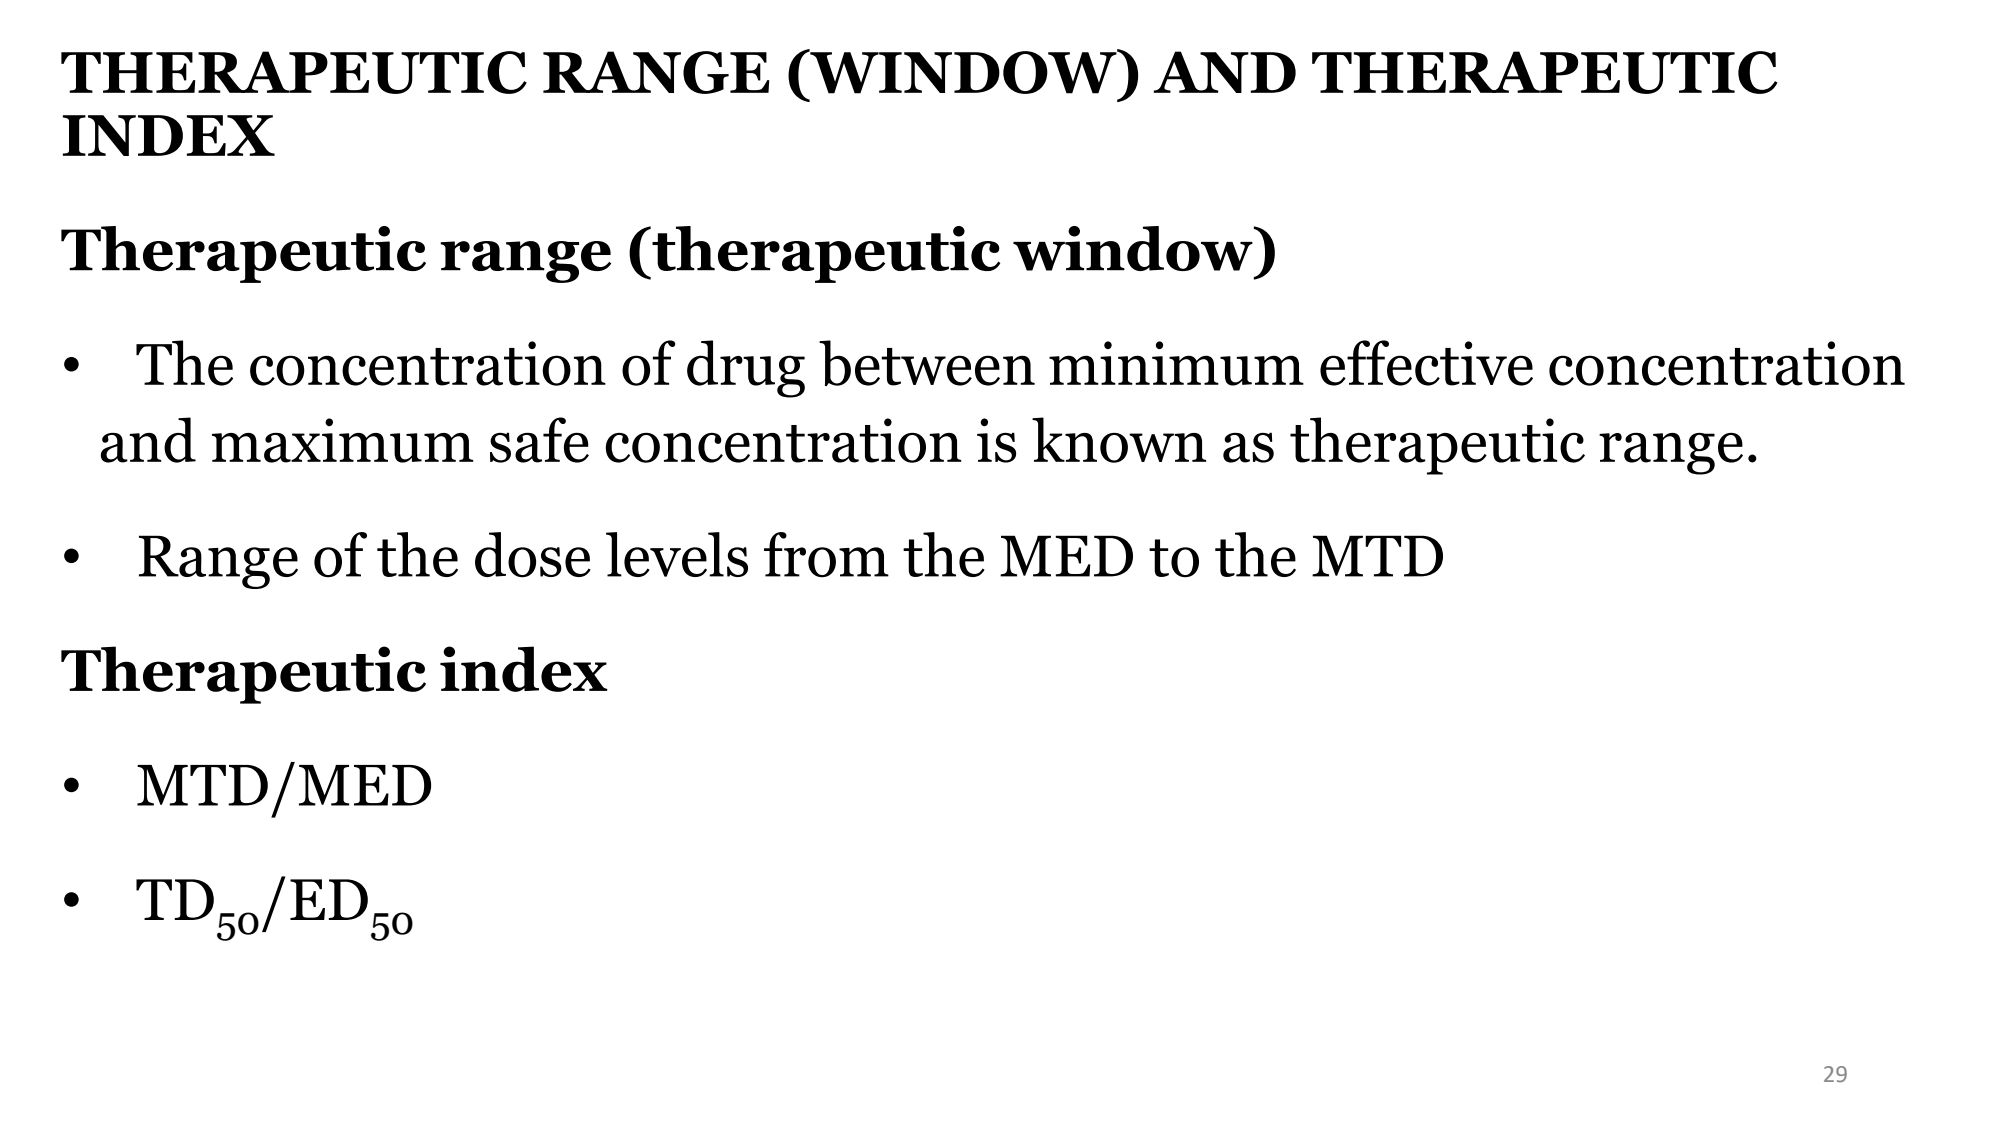 THERAPEUTIC RANGE (WINDOW) AND THERAPEUTIC
INDEX
Therapeutic range (therapeutic window)
• The concentration of drug between minimum effective concentration
and maximum safe concentration is known as therapeutic range.
• Range of the dose levels from the MED to the MTD
Therapeutic index
• MTD/MED
• TD₅₀/ED₅₀
29